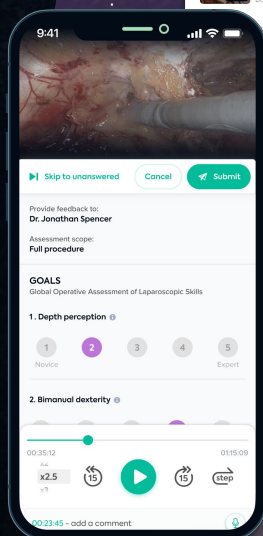 9:41
Skip to unanswered
Cancel
Submit
Provide feedback to:
Dr. Jonathan Spencer
Assessment scope:
Full procedure
GOALS
Global Operative Assessment of Laparoscopic Skills
1. Depth perception
1 2 3 4 5
Novice Expert
2. Bimanual dexterity
00:35:12 01:15:09
x2.5
15
15
step
00:23:45 - add a comment